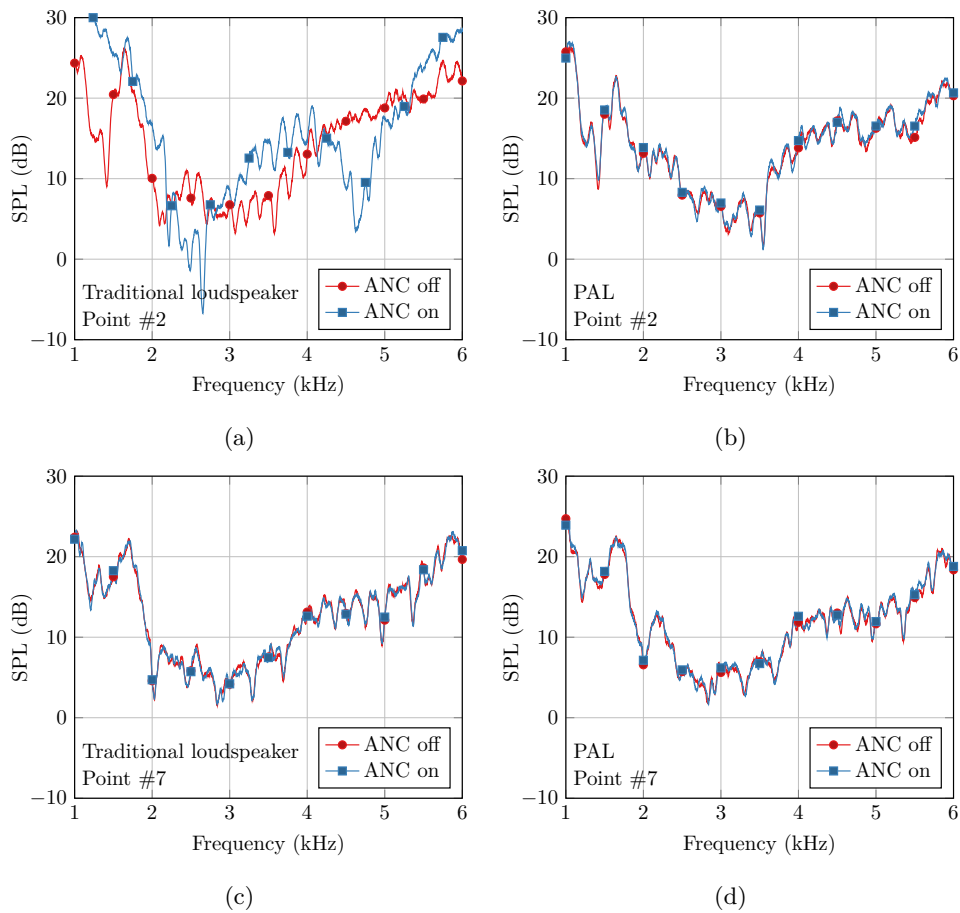 30
20
10
0
−10
SPL (dB)
Traditional loudspeaker
Point #2
ANC off
ANC on
1 2 3 4 5 6
Frequency (kHz)
(a)
30
20
10
0
−10
SPL (dB)
PAL
Point #2
ANC off
ANC on
1 2 3 4 5 6
Frequency (kHz)
(b)
30
20
10
0
−10
SPL (dB)
Traditional loudspeaker
Point #7
ANC off
ANC on
1 2 3 4 5 6
Frequency (kHz)
(c)
30
20
10
0
−10
SPL (dB)
PAL
Point #7
ANC off
ANC on
1 2 3 4 5 6
Frequency (kHz)
(d)